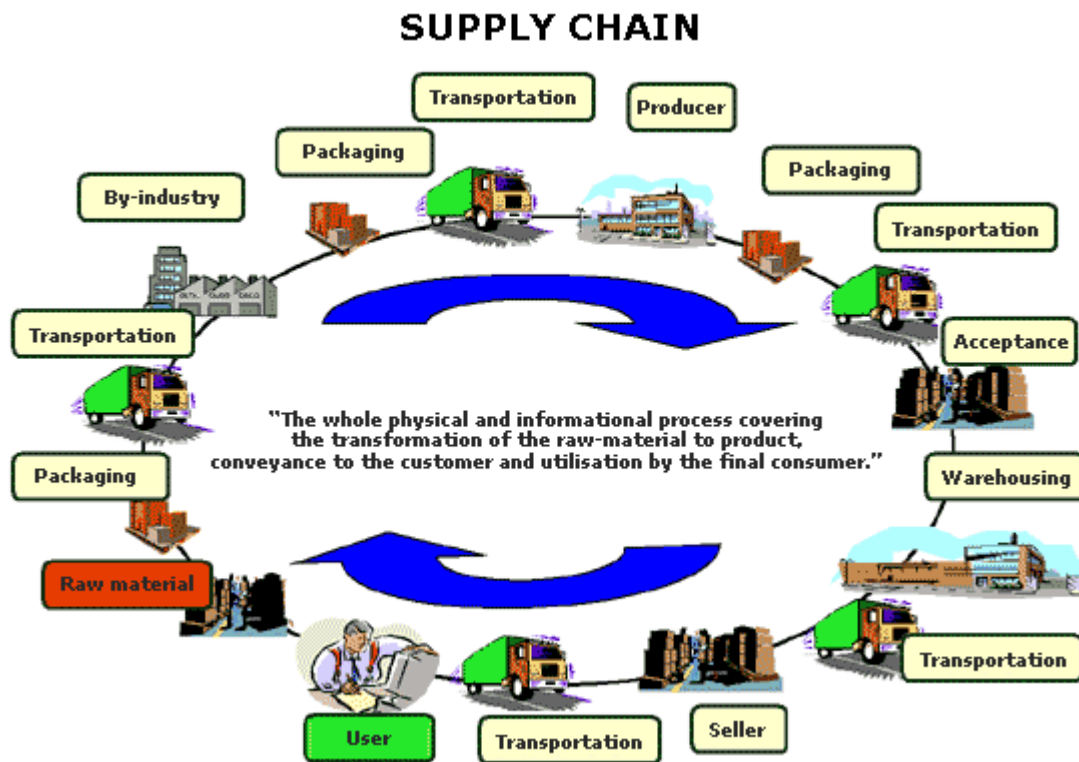 SUPPLY CHAIN
Transportation
Producer
Packaging
Packaging
By-industry
Transportation
Transportation
Acceptance
"The whole physical and informational process covering
the transformation of the raw-material to product,
conveyance to the customer and utilisation by the final consumer."
Packaging
Warehousing
Raw material
Transportation
User
Transportation
Seller